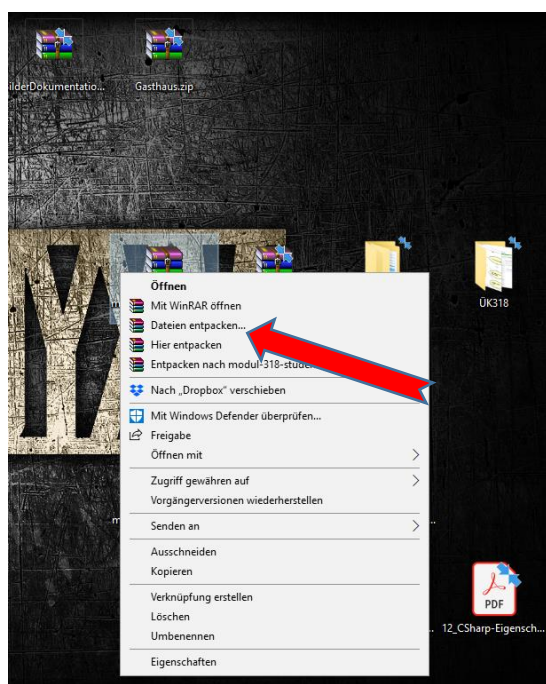 ilderDokumentatio...
Gasthaus.zip
ÜK318
Öffnen
Mit WinRAR öffnen
Dateien entpacken...
Hier entpacken
Entpacken nach modul-318-stude
Nach „Dropbox" verschieben
Mit Windows Defender überprüfen...
Freigabe
Öffnen mit
Zugriff gewähren auf
Vorgängerversionen wiederherstellen
Senden an
Ausschneiden
Kopieren
Verknüpfung erstellen
Löschen
Umbenennen
Eigenschaften
PDF
12_CSharp-Eigensch...